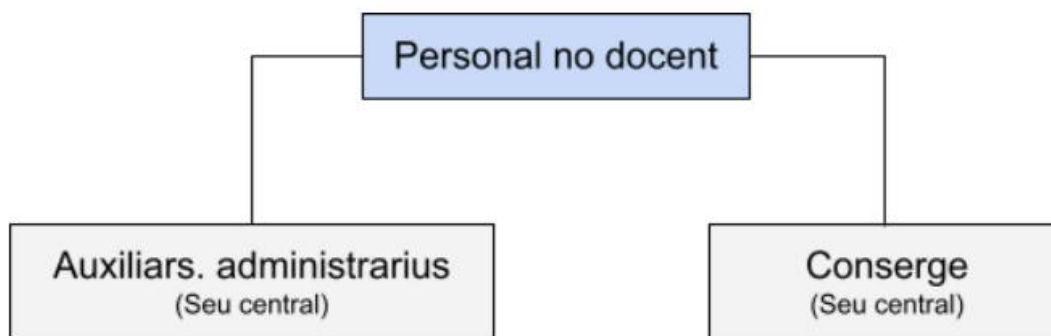 Personal no docent
Auxiliars. administrarius
(Seu central)
Conserge
(Seu central)